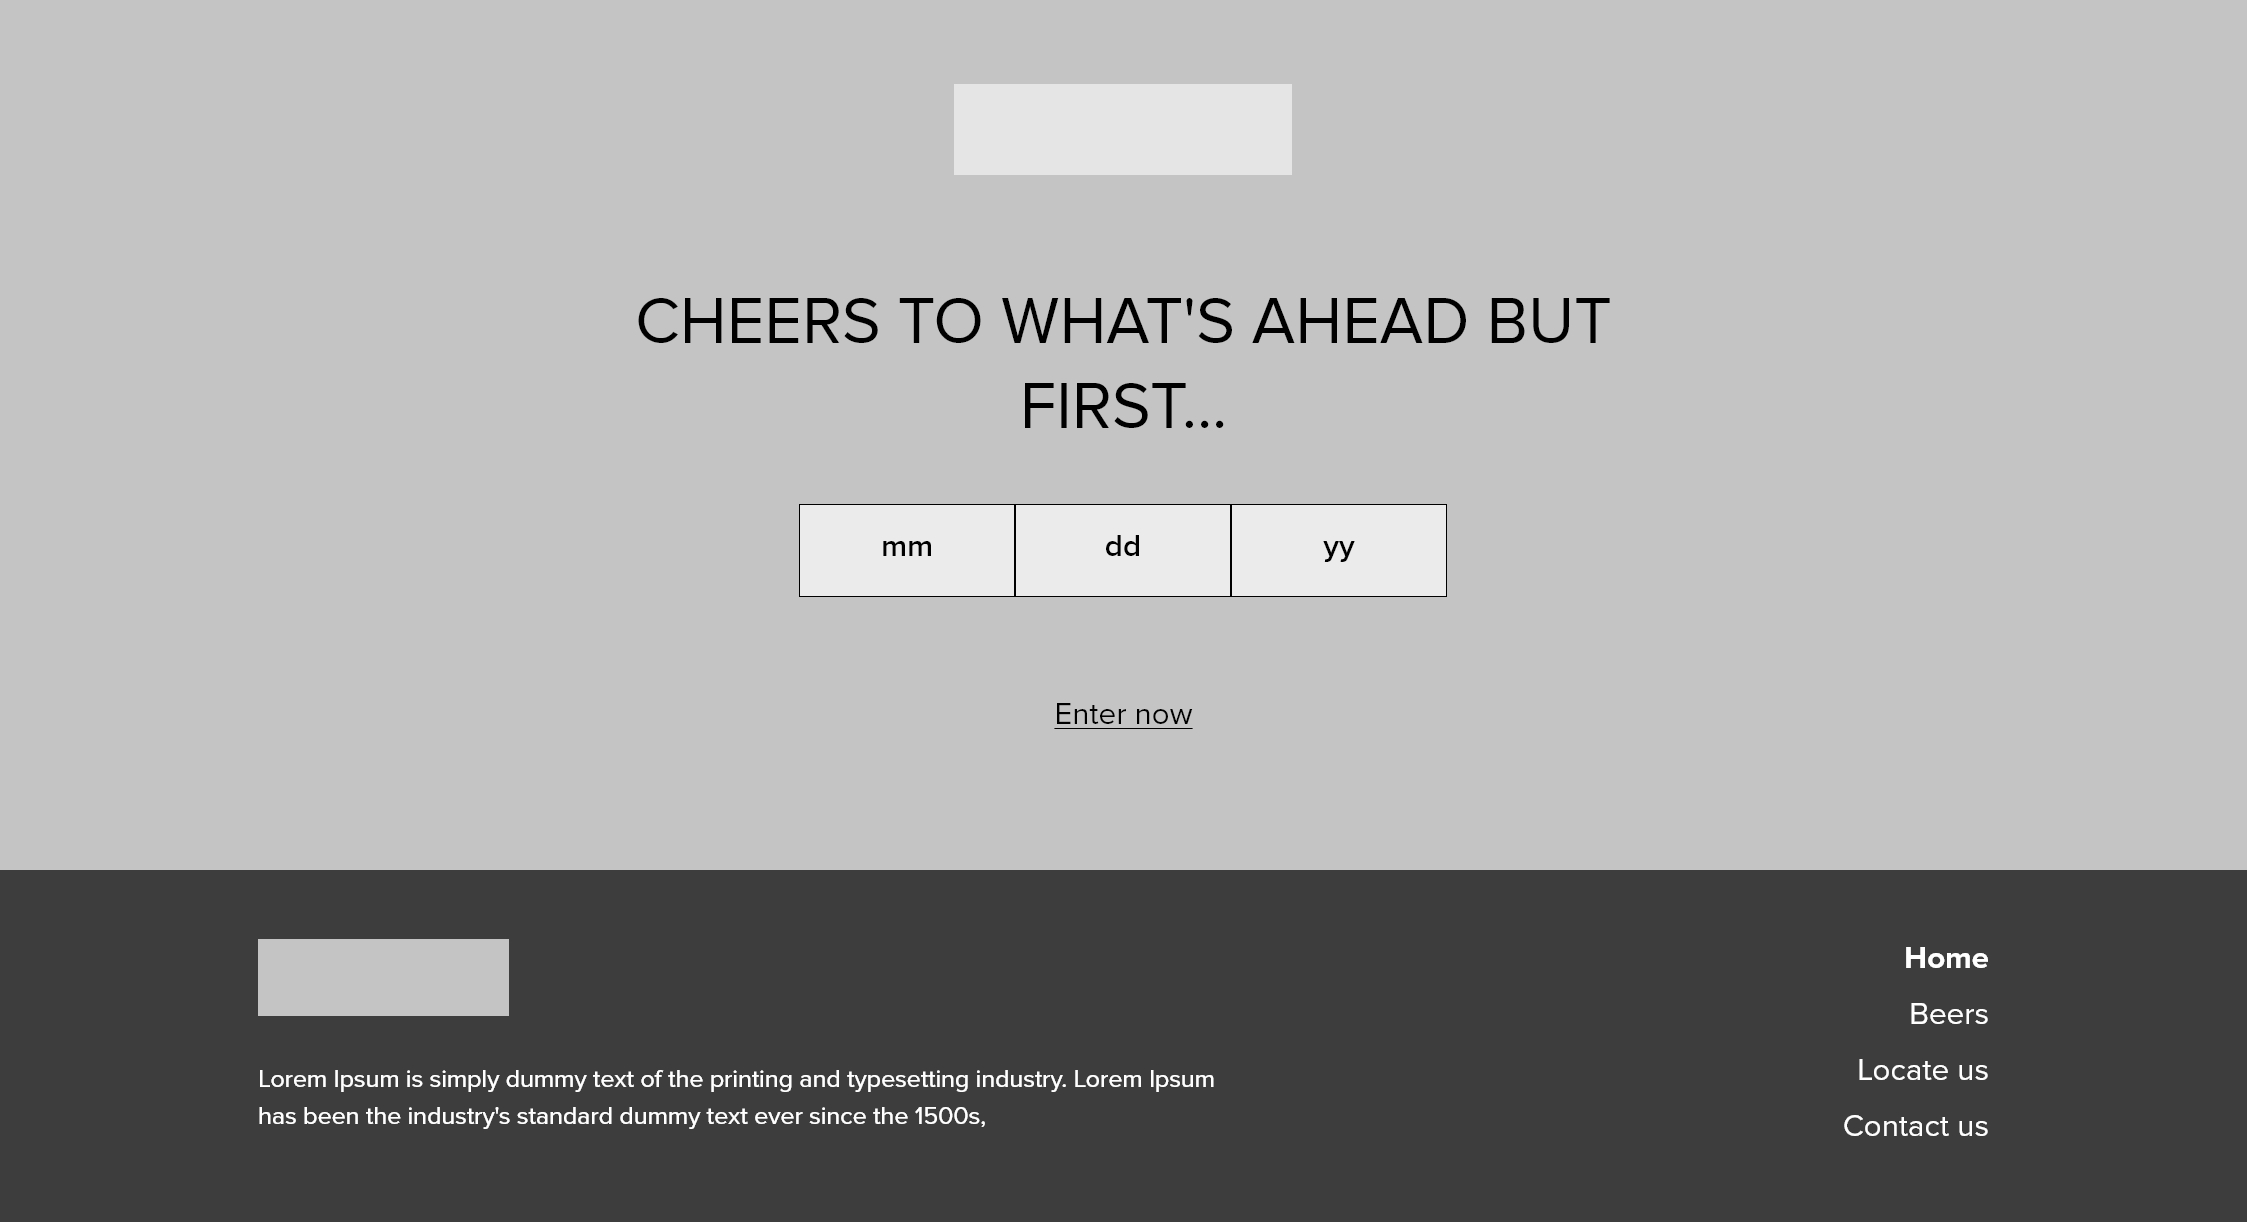 CHEERS TO WHAT'S AHEAD BUT
FIRST...
mm
dd
yy
Enter now
Lorem Ipsum is simply dummy text of the printing and typesetting industry. Lorem Ipsum
has been the industry's standard dummy text ever since the 1500s,
Home
Beers
Locate us
Contact us